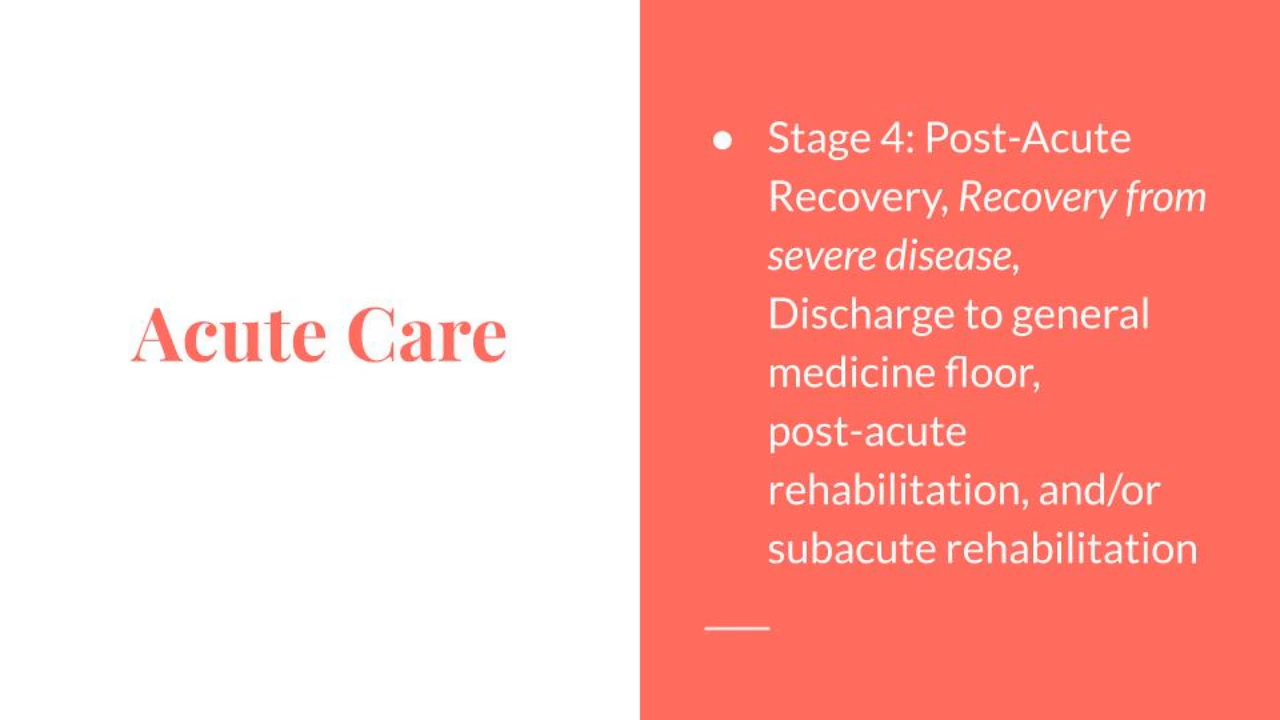 Acute Care
● Stage 4: Post-Acute
Recovery, Recovery from
severe disease,
Discharge to general
medicine floor,
post-acute
rehabilitation, and/or
subacute rehabilitation